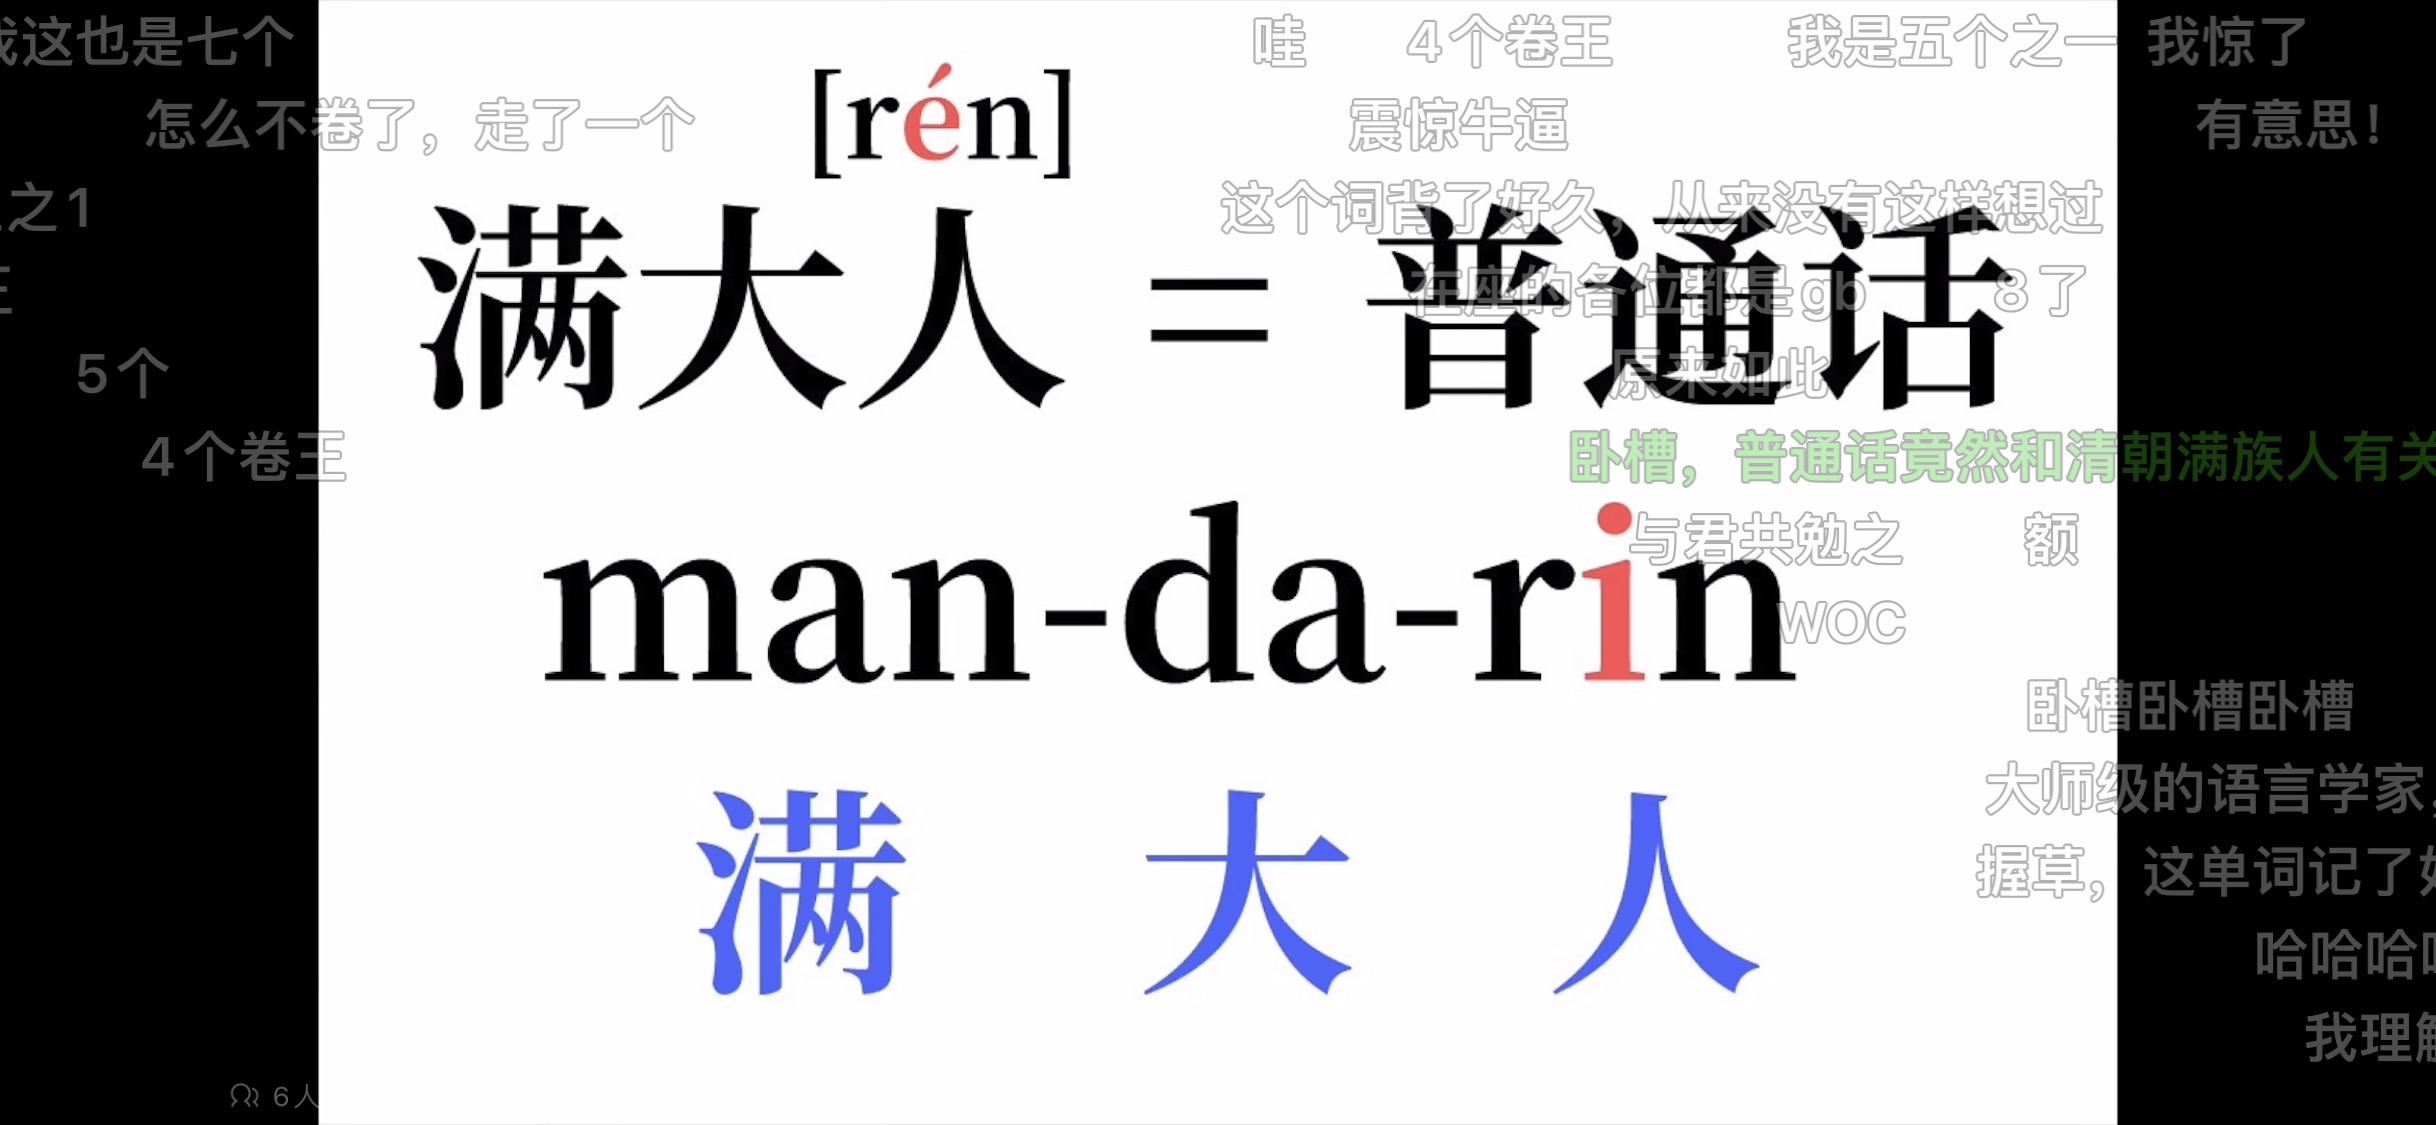 我这也是七个
哇
4个卷王
我是五个之一
我惊了
怎么不卷了，走了一个
[rén]
震惊牛逼
有意思！
之1
这个词背了好久，从来没有这样想过
满大人 = 普通话
在座的各位都是gb
8了
5个
原来如此
4个卷王
卧槽，普通话竟然和清朝满族人有关
man-da-rin
与君共勉之
额
WOC
卧槽卧槽卧槽
大师级的语言学家，
满 大 人
握草，这单词记了好
哈哈哈
我理解
6人